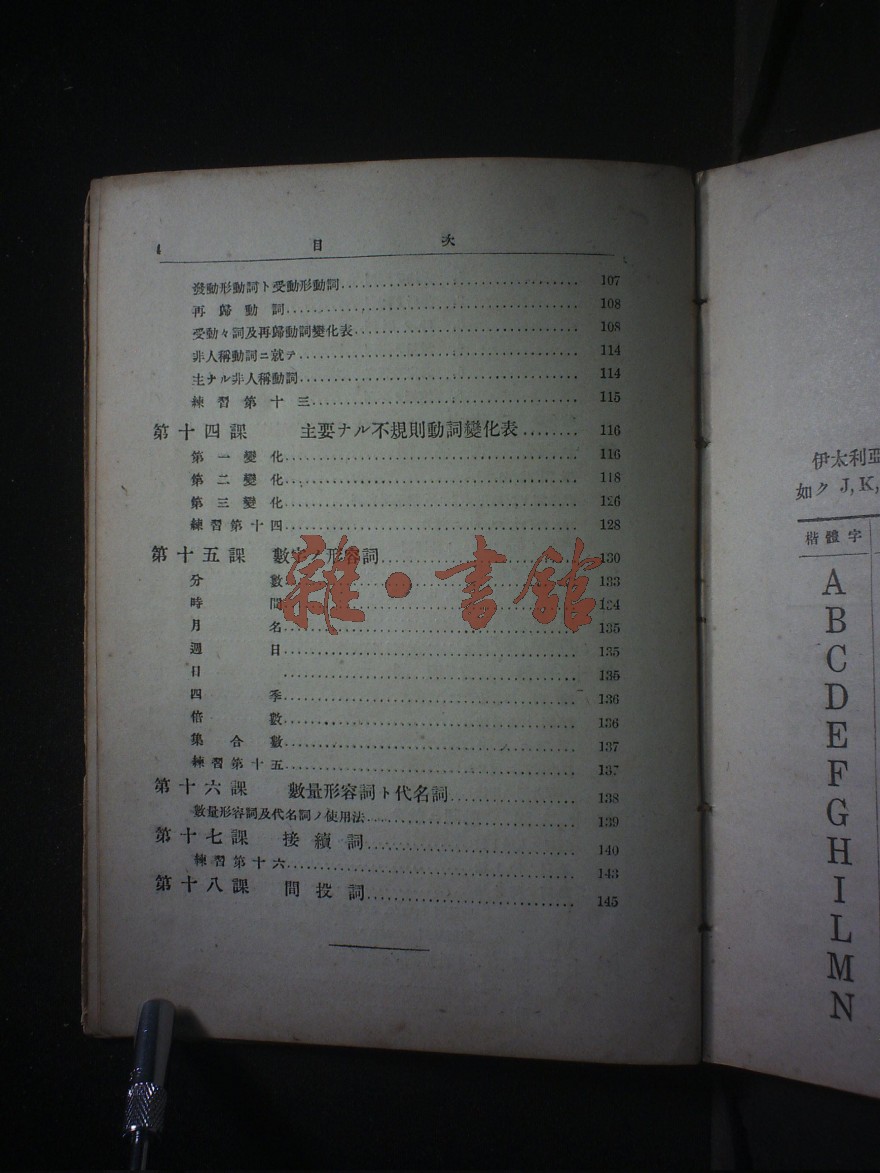 4 目次
發動形動詞ト受動形動詞 107
再歸動詞 108
受動々詞及再歸動詞變化表 108
非人稱動詞ニ就テ 114
主ナル非人稱動詞 114
練習第十三 115
第十四課 主要ナル不規則動詞變化表 116
第一變化 116
第二變化 118
第三變化 126
練習第十四 128
第十五課 數字ノ形容詞 130
分數 133
時間 134
月名 135
週日 135
日 135
四季 136
倍數 136
集合數 137
練習第十五 137
第十六課 數量形容詞ト代名詞 138
數量形容詞及代名詞ノ使用法 139
第十七課 接續詞 140
練習第十六 143
第十八課 間投詞 145
雜·書館
伊太利亞
如ク J, K,
楷體字
A
B
C
D
E
F
G
H
I
L
M
N